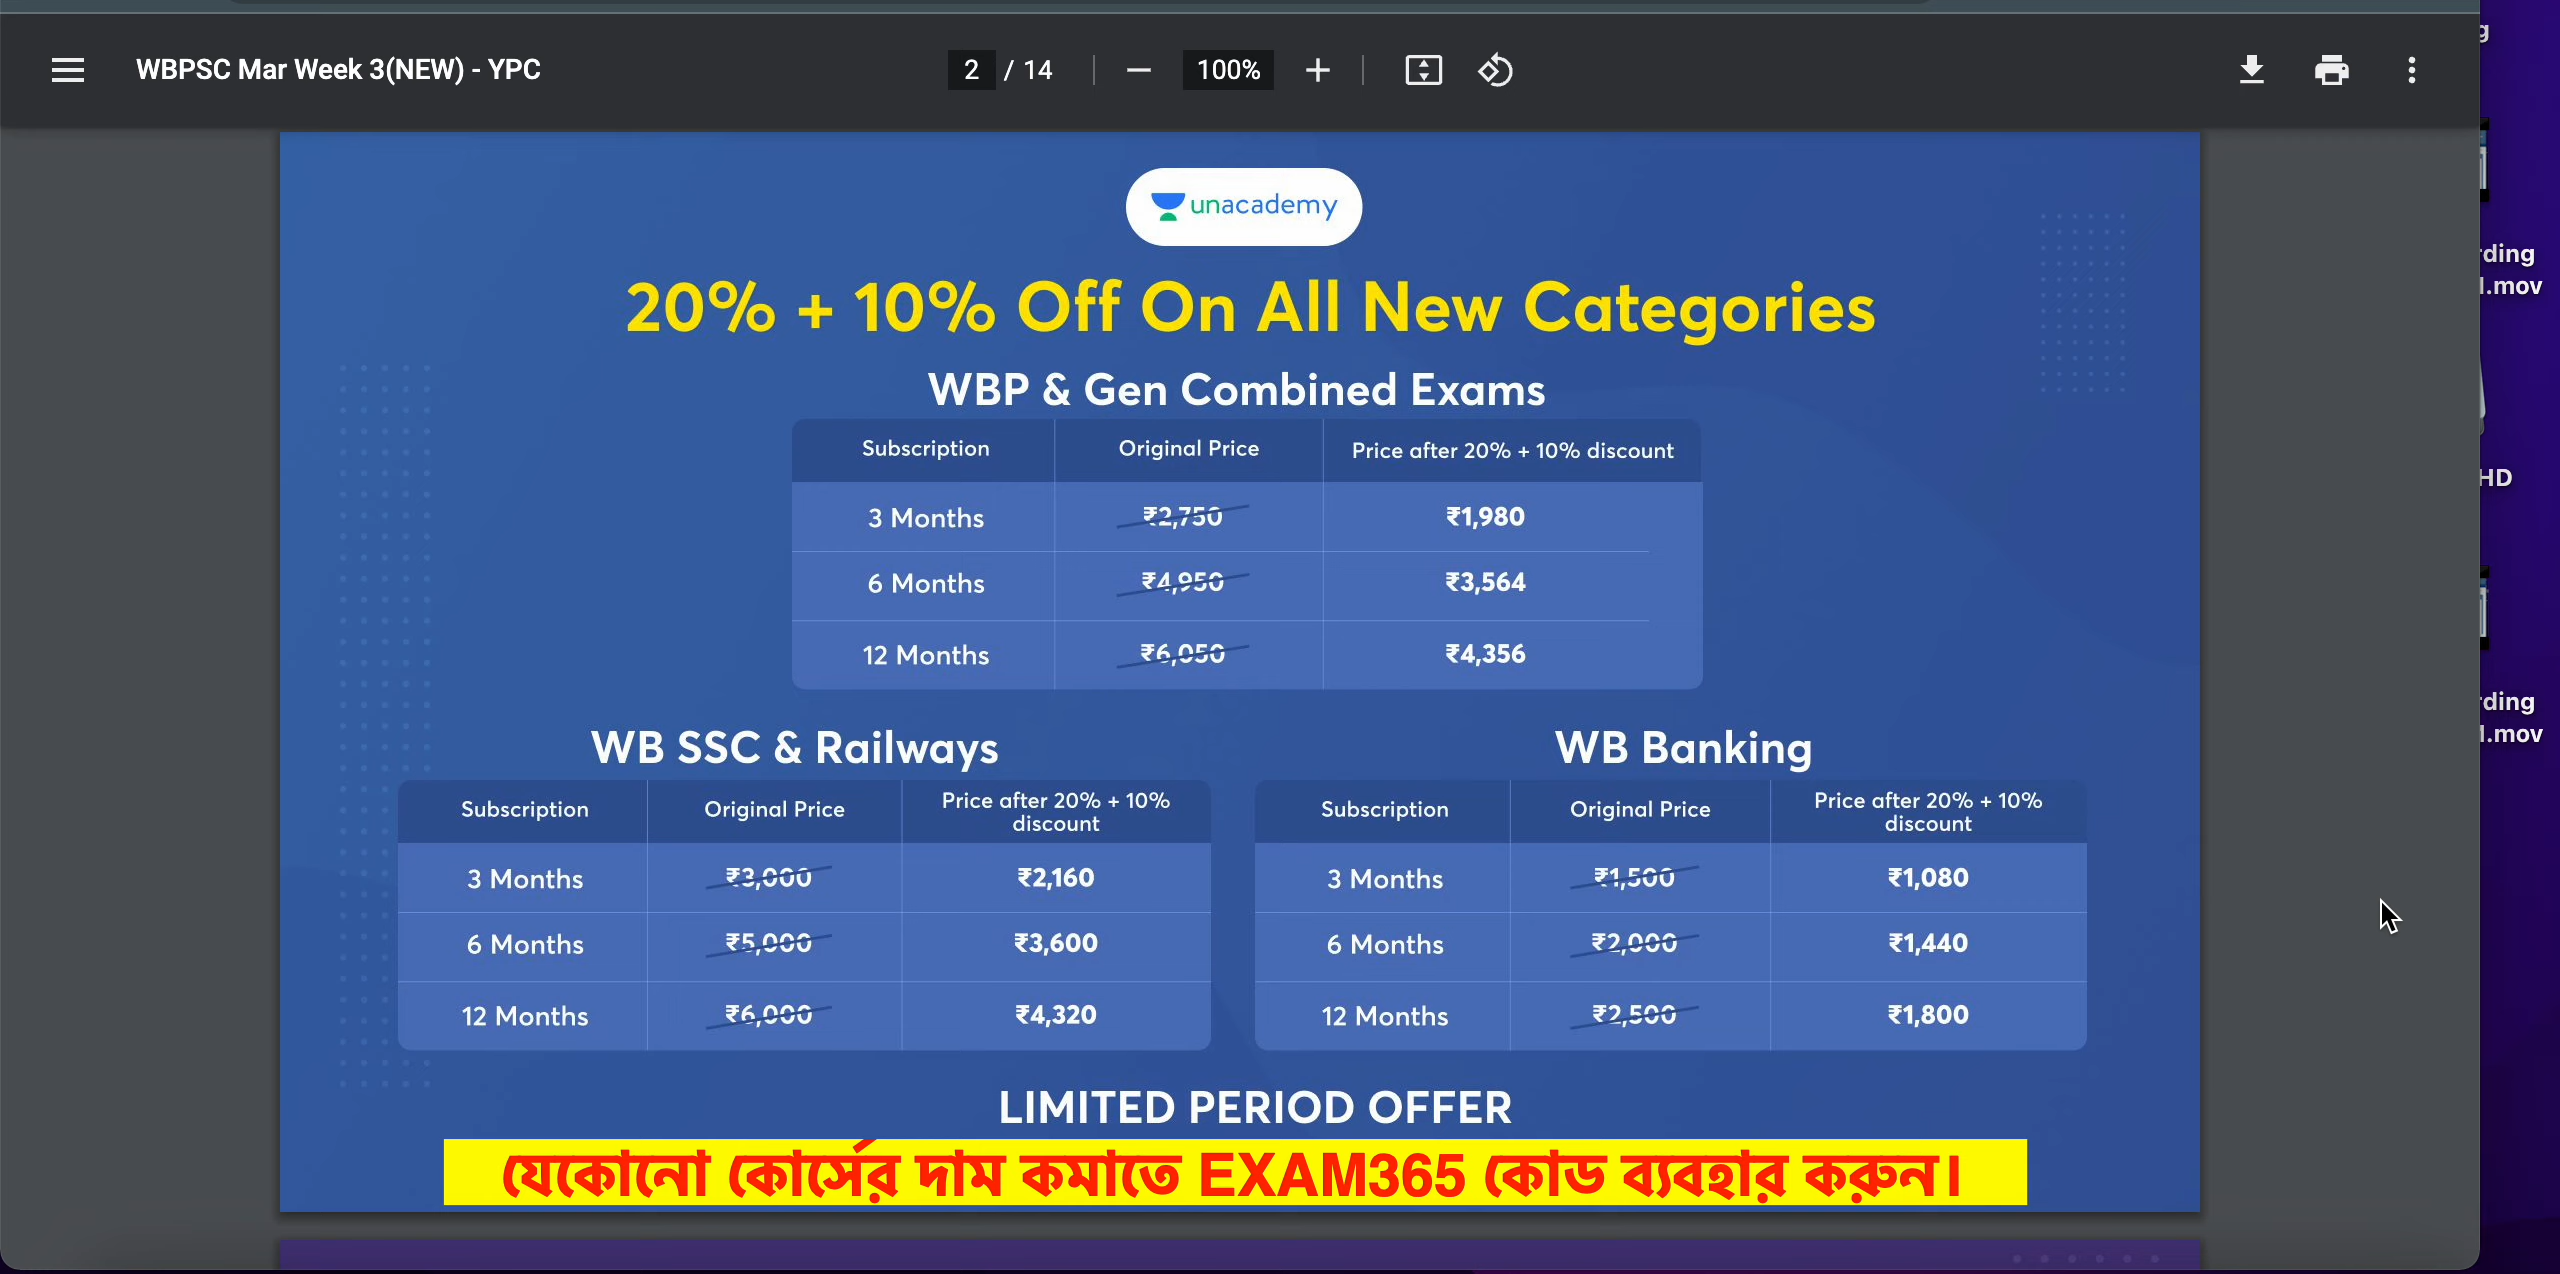 WBPSC Mar Week 3(NEW) - YPC
2 / 14
100%
unacademy
20% + 10% Off On All New Categories
WBP & Gen Combined Exams
Subscription Original Price Price after 20% + 10% discount
3 Months ₹2,750 ₹1,980
6 Months ₹4,950 ₹3,564
12 Months ₹6,050 ₹4,356
WB SSC & Railways
Subscription Original Price Price after 20% + 10%
discount
3 Months ₹3,000 ₹2,160
6 Months ₹5,000 ₹3,600
12 Months ₹6,000 ₹4,320
WB Banking
Subscription Original Price Price after 20% + 10%
discount
3 Months ₹1,500 ₹1,080
6 Months ₹2,000 ₹1,440
12 Months ₹2,500 ₹1,800
LIMITED PERIOD OFFER
যেকোনো কোর্সের দাম কমাতে EXAM365 কোড ব্যবহার করুন।
.mov
HD
.mov